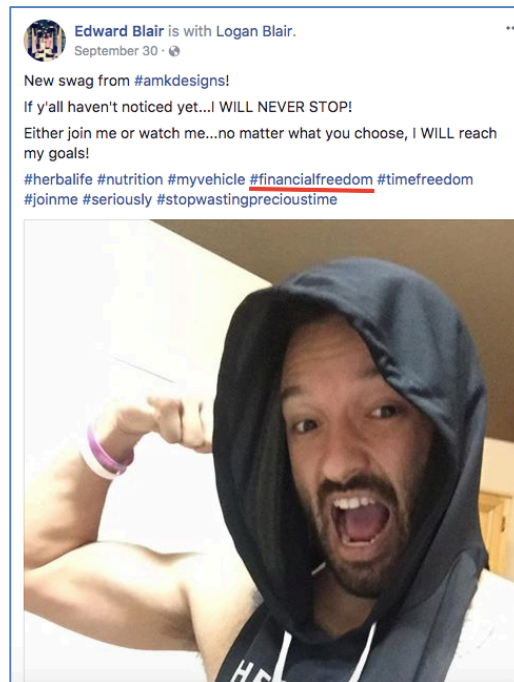 Edward Blair is with Logan Blair.
September 30 ·
New swag from #amkdesigns!
If y'all haven't noticed yet...I WILL NEVER STOP!
Either join me or watch me...no matter what you choose, I WILL reach
my goals!
#herbalife #nutrition #myvehicle #financialfreedom #timefreedom
#joinme #seriously #stopwastingprecioustime